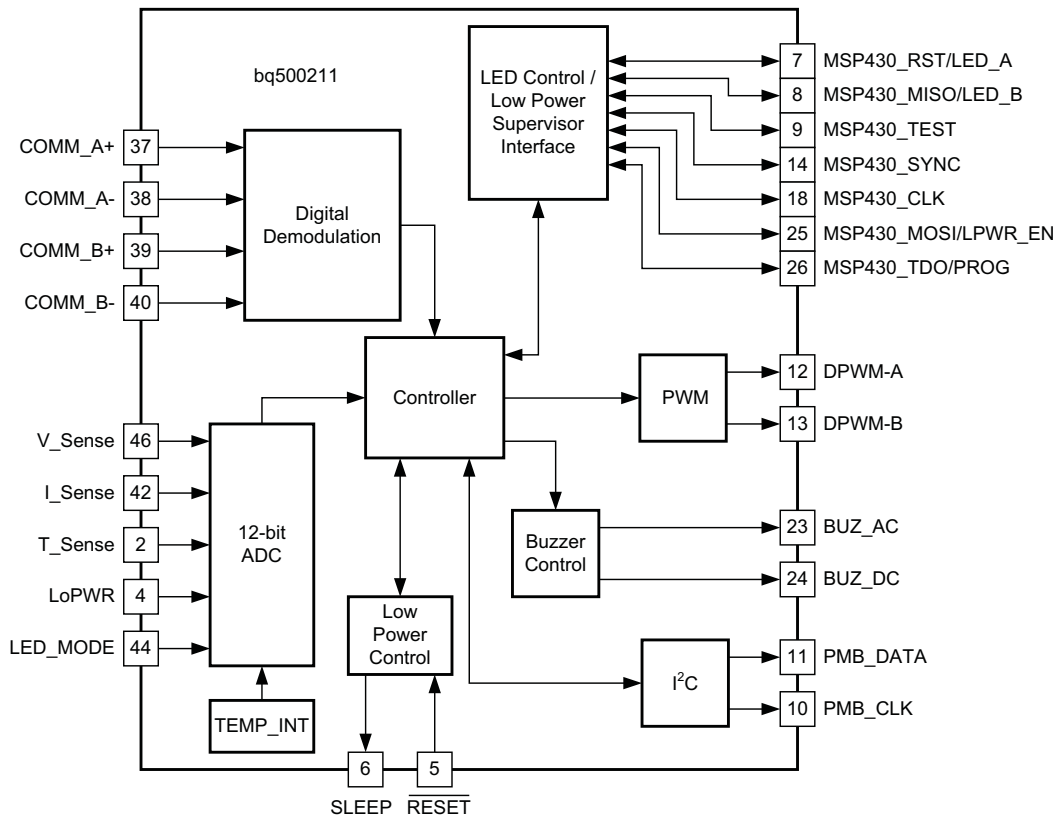 bq500211
LED Control /
Low Power
Supervisor
Interface
7 MSP430_RST/LED_A
8 MSP430_MISO/LED_B
9 MSP430_TEST
14 MSP430_SYNC
18 MSP430_CLK
25 MSP430_MOSI/LPWR_EN
26 MSP430_TDO/PROG
COMM_A+ 37
COMM_A- 38
COMM_B+ 39
COMM_B- 40
Digital
Demodulation
Controller
PWM
12 DPWM-A
13 DPWM-B
V_Sense 46
I_Sense 42
T_Sense 2
LoPWR 4
LED_MODE 44
12-bit
ADC
Buzzer
Control
23 BUZ_AC
24 BUZ_DC
Low
Power
Control
I²C
11 PMB_DATA
10 PMB_CLK
TEMP_INT
6
SLEEP
5
RESET